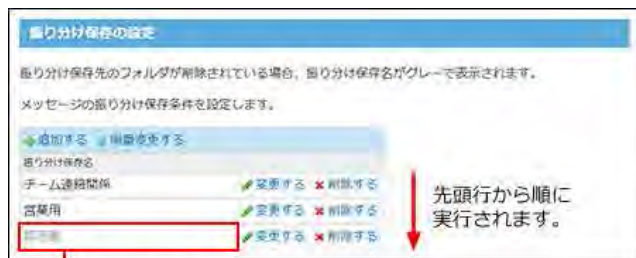 振り分け保存の設定
振り分け保存先のフォルダが削除されている場合、振り分け保存名がグレーで表示されます。
メッセージの振り分け保存条件を設定します。
追加する 順番変更する
振り分け保存名
チーム連絡関係 変更する 削除する
営業用 変更する 削除する
変更する 削除する
先頭行から順に
実行されます。